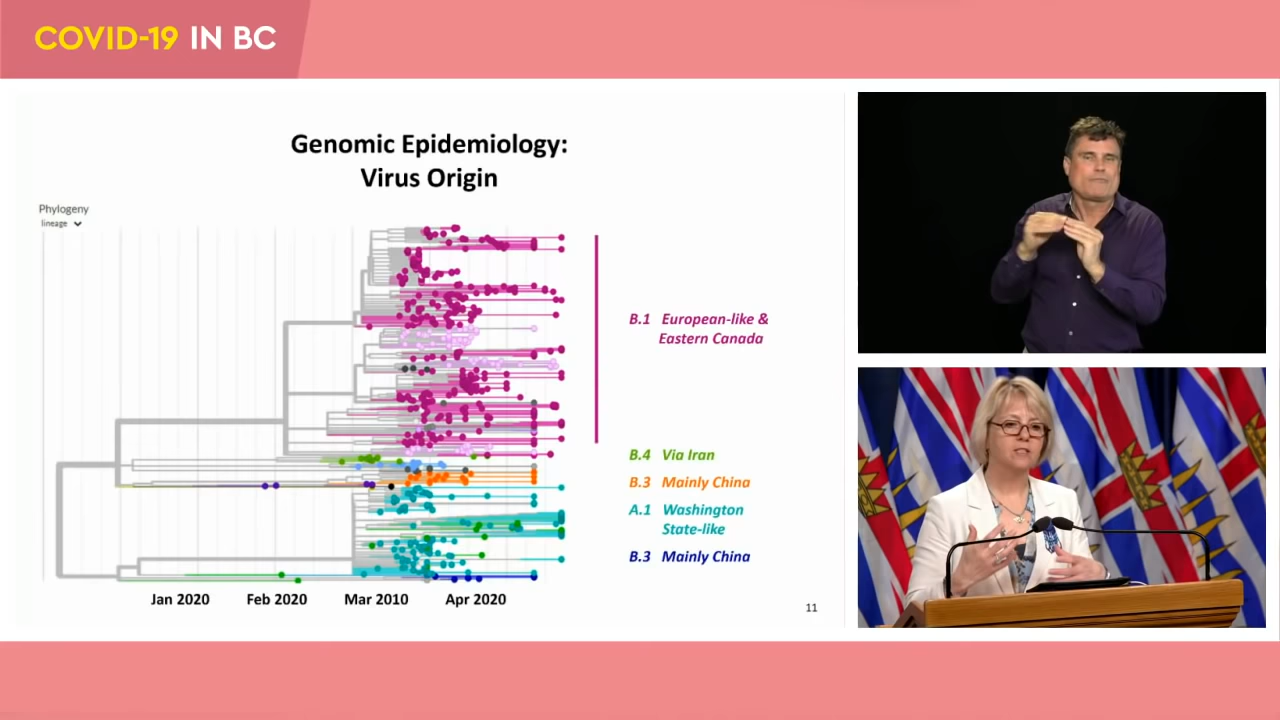 COVID-19 IN BC
Genomic Epidemiology:
Virus Origin
Phylogeny
lineage
B.1 European-like &
Eastern Canada
B.4 Via Iran
B.3 Mainly China
A.1 Washington
State-like
B.3 Mainly China
Jan 2020 Feb 2020 Mar 2010 Apr 2020
11